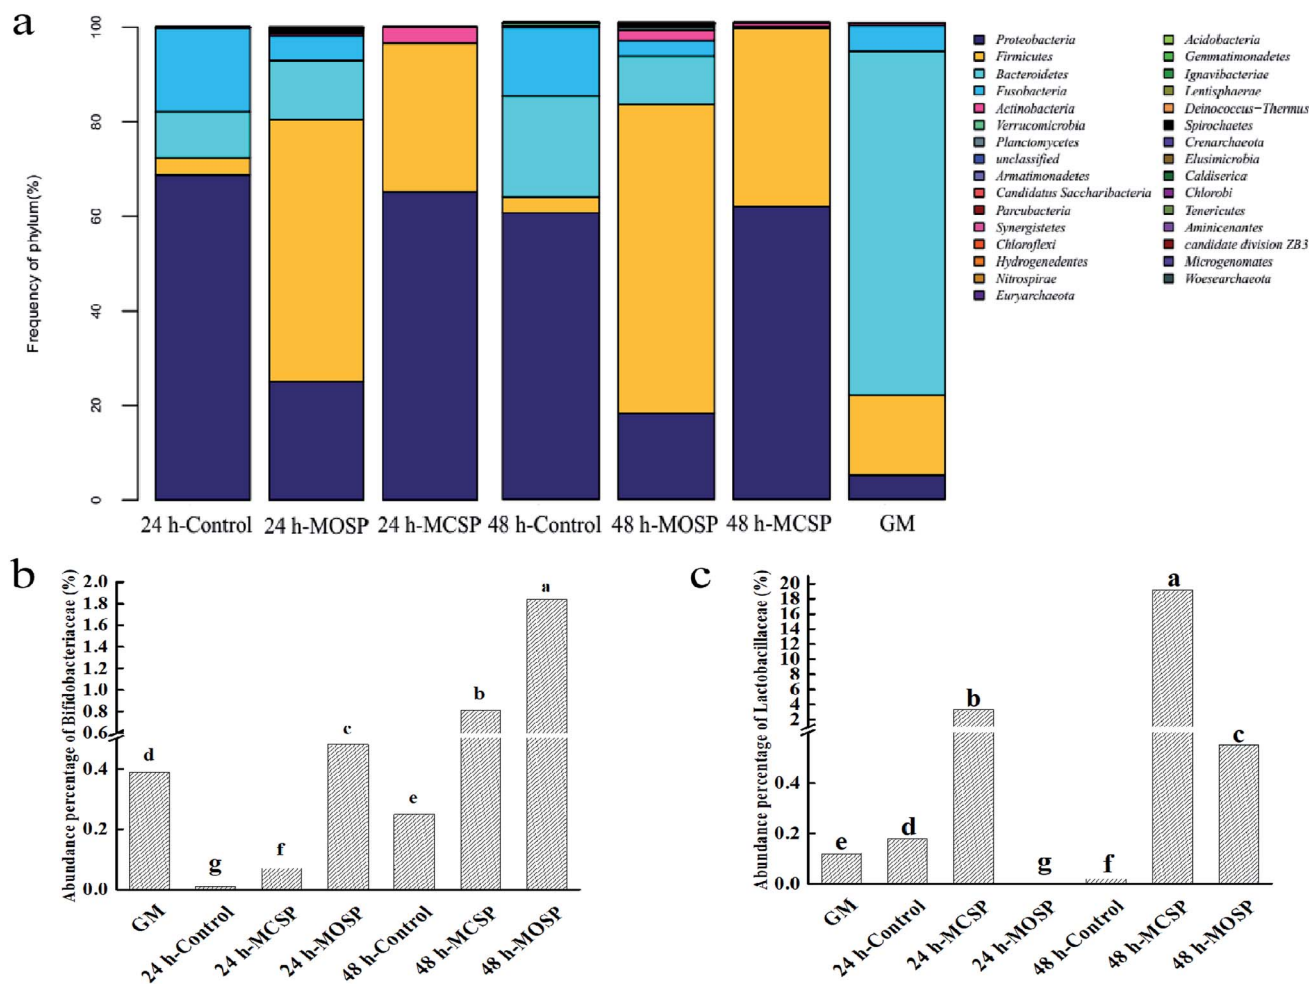 a
Frequency of phylum(%)
100
80
60
40
20
0
24 h-Control
24 h-MOSP
24 h-MCSP
48 h-Control
48 h-MOSP
48 h-MCSP
GM
Proteobacteria
Firmicutes
Bacteroidetes
Fusobacteria
Actinobacteria
Verrucomicrobia
Planctomycetes
unclassified
Armatimonadetes
Candidatus Saccharibacteria
Parcubacteria
Synergistetes
Chloroflexi
Hydrogenedentes
Nitrospirae
Euryarchaeota
Acidobacteria
Gemmatimonadetes
Ignavibacteriae
Lentisphaerae
Deinococcus-Thermus
Spirochaetes
Crenarchaeota
Elusimicrobia
Caldiserica
Chlorobi
Tenericutes
Aminicenantes
candidate division ZB3
Microgenomates
Woesearchaeota
b
Abundance percentage of Bifidobacteriaceae (%)
2.0
1.8
1.6
1.4
1.2
1.0
0.8
0.6
0.4
0.2
0.0
d
g
f
c
e
b
a
GM
24 h-Control
24 h-MCSP
24 h-MOSP
48 h-Control
48 h-MCSP
48 h-MOSP
c
Abundance percentage of Lactobacillaceae (%)
20
18
16
14
12
10
8
6
4
2
0.4
0.2
0.0
e
d
b
g
f
a
c
GM
24 h-Control
24 h-MCSP
24 h-MOSP
48 h-Control
48 h-MCSP
48 h-MOSP